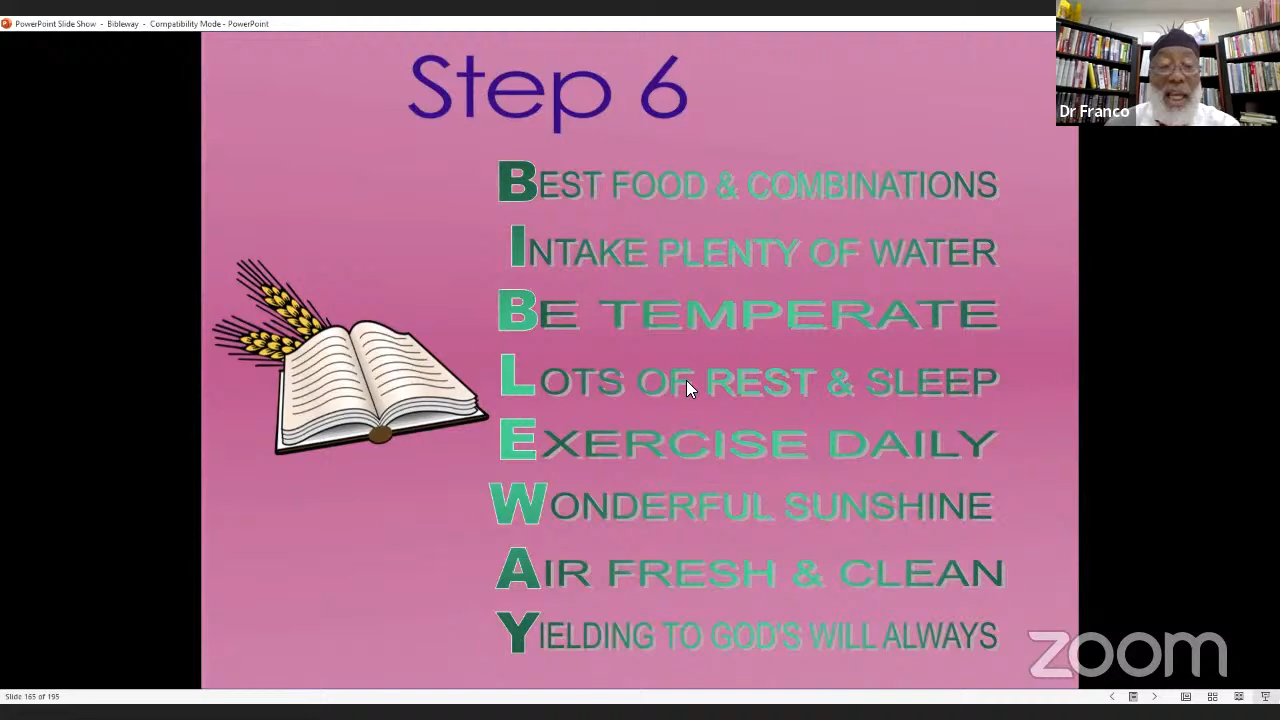 PowerPoint Slide Show - Bibleway - Compatibility Mode - PowerPoint
Dr Franco
Step 6
BEST FOOD & COMBINATIONS
INTAKE PLENTY OF WATER
BE TEMPERATE
LOTS OF REST & SLEEP
EXERCISE DAILY
WONDERFUL SUNSHINE
AIR FRESH & CLEAN
YIELDING TO GOD'S WILL ALWAYS
zoom
Slide 165 of 195